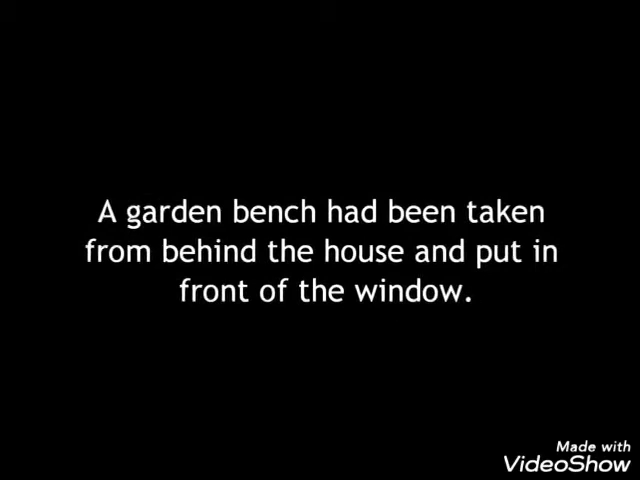 A garden bench had been taken
from behind the house and put in
front of the window.
Made with
VideoShow